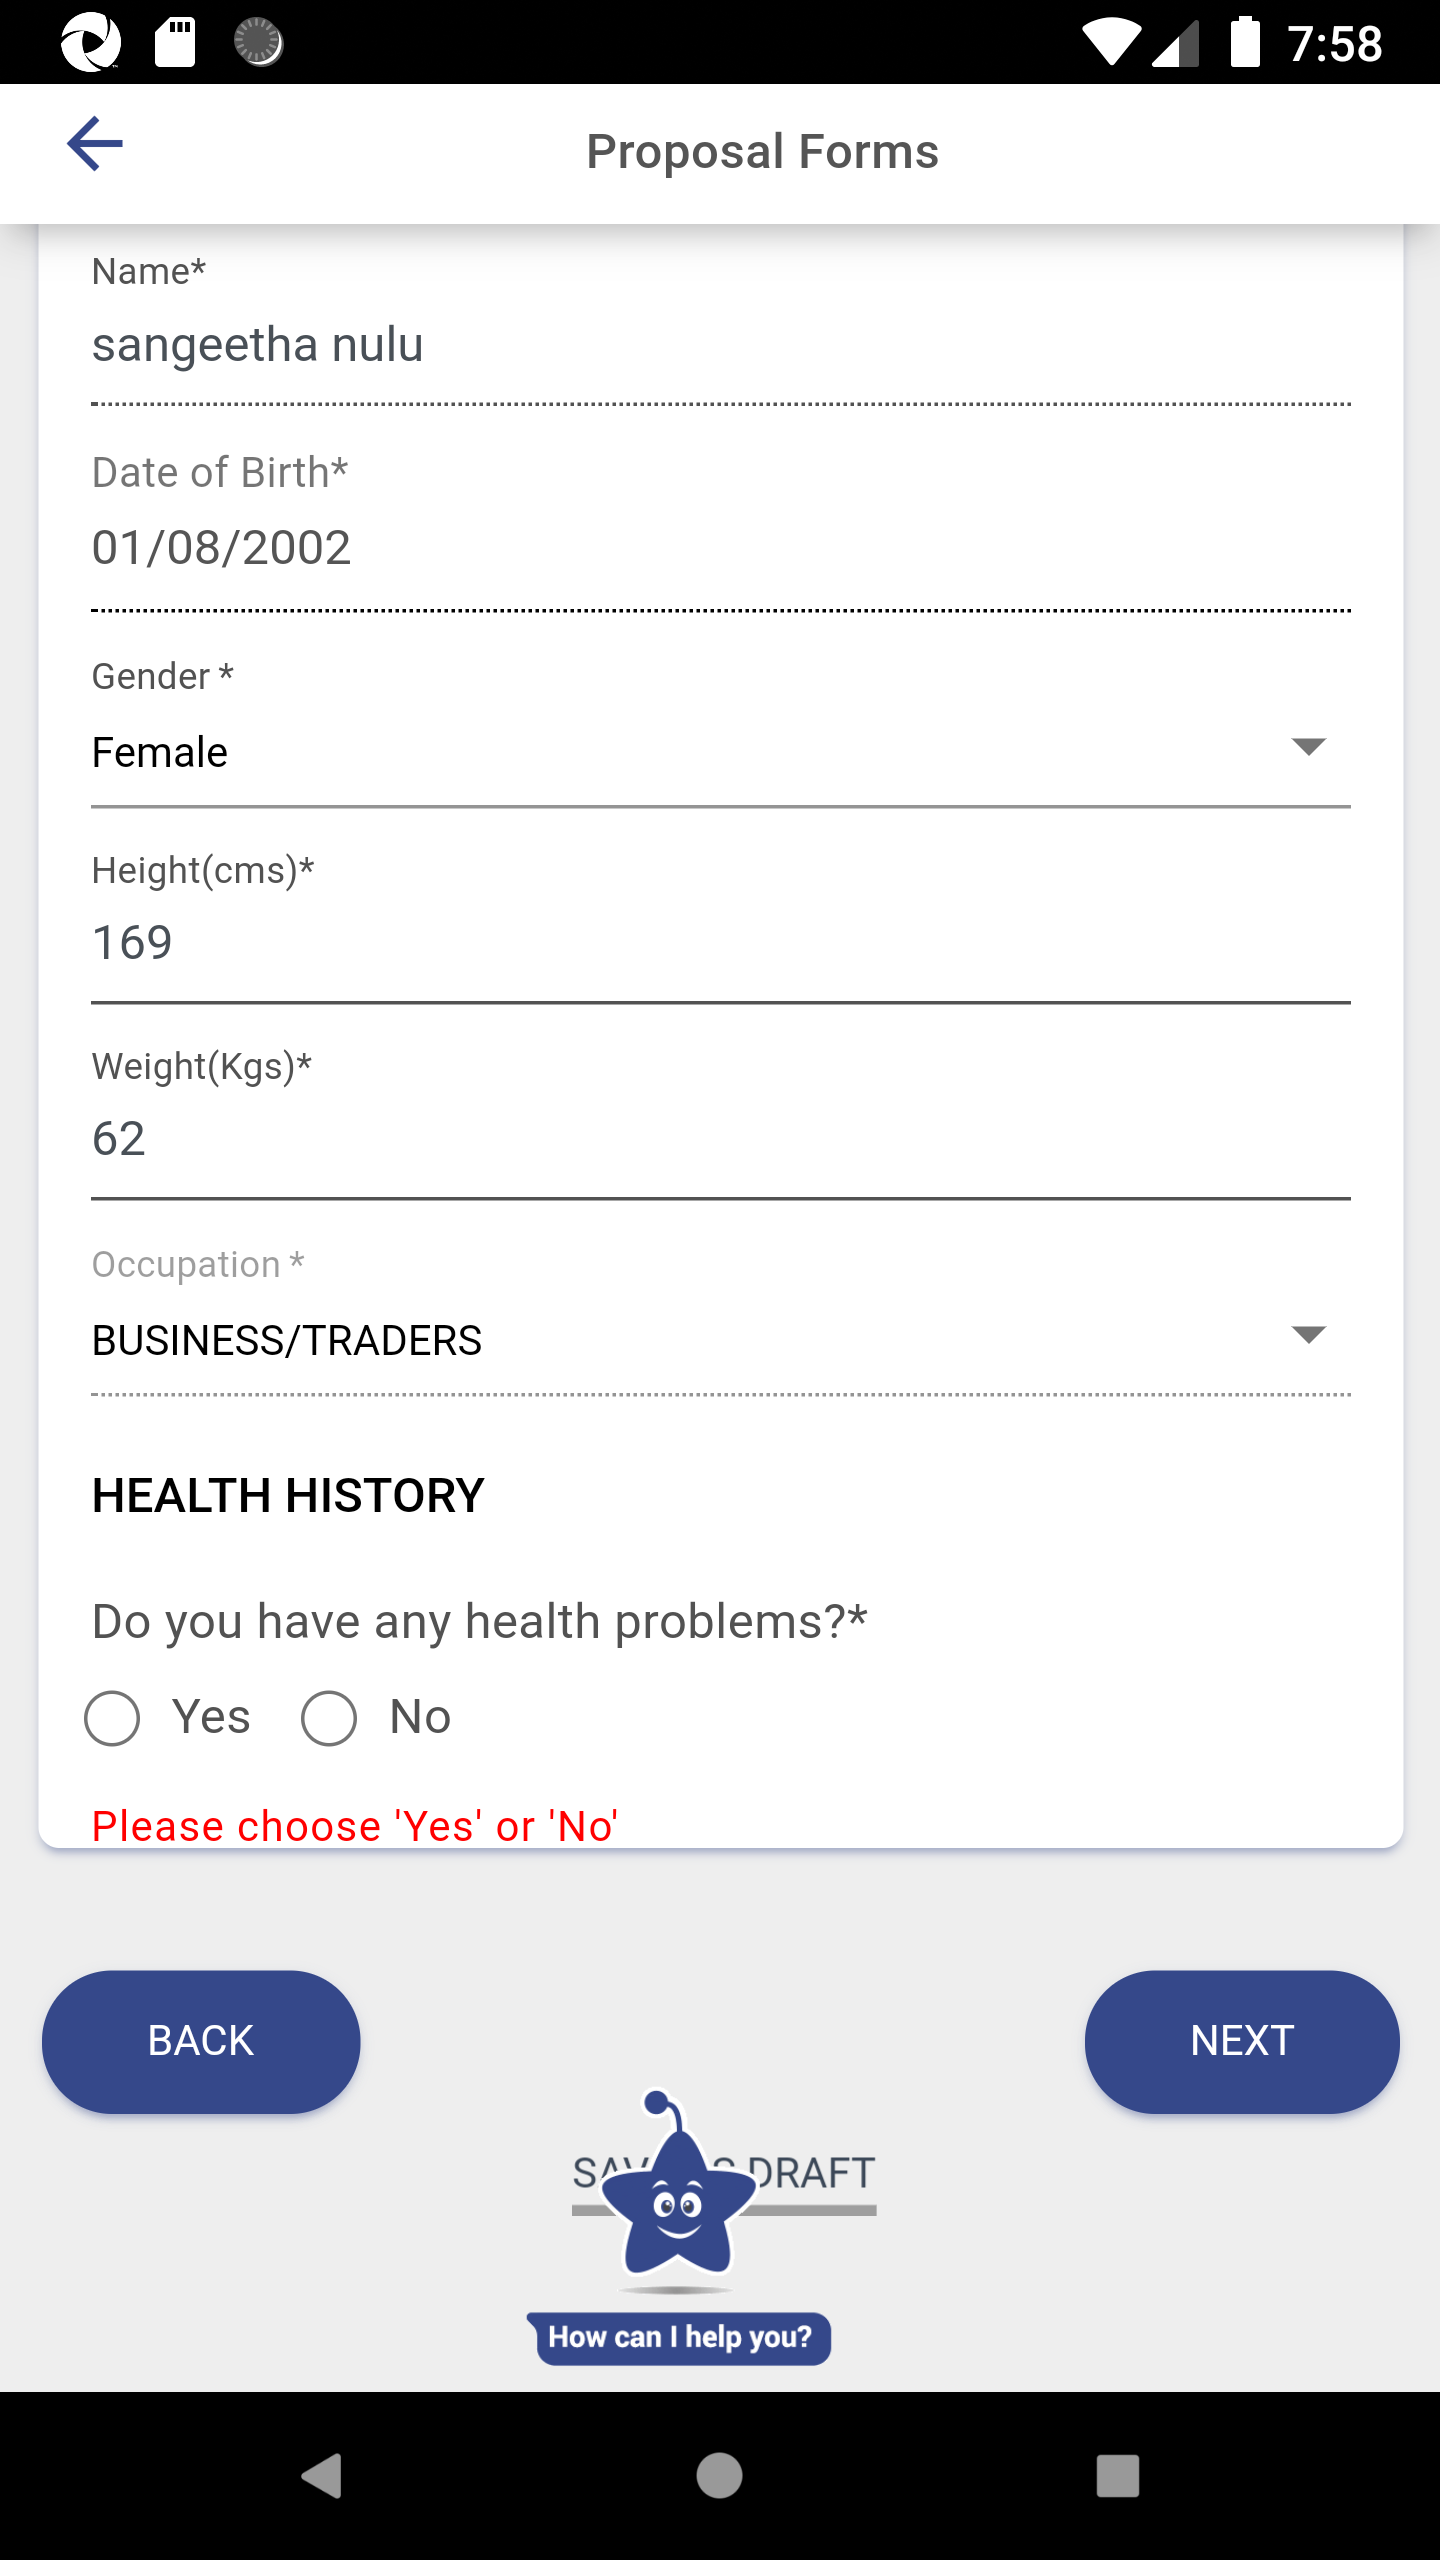 7:58
Proposal Forms
Name*
sangeetha nulu
Date of Birth*
01/08/2002
Gender *
Female
Height(cms)*
169
Weight(Kgs)*
62
Occupation *
BUSINESS/TRADERS
HEALTH HISTORY
Do you have any health problems?*
Yes No
Please choose 'Yes' or 'No'
BACK NEXT
DRAFT
How can I help you?